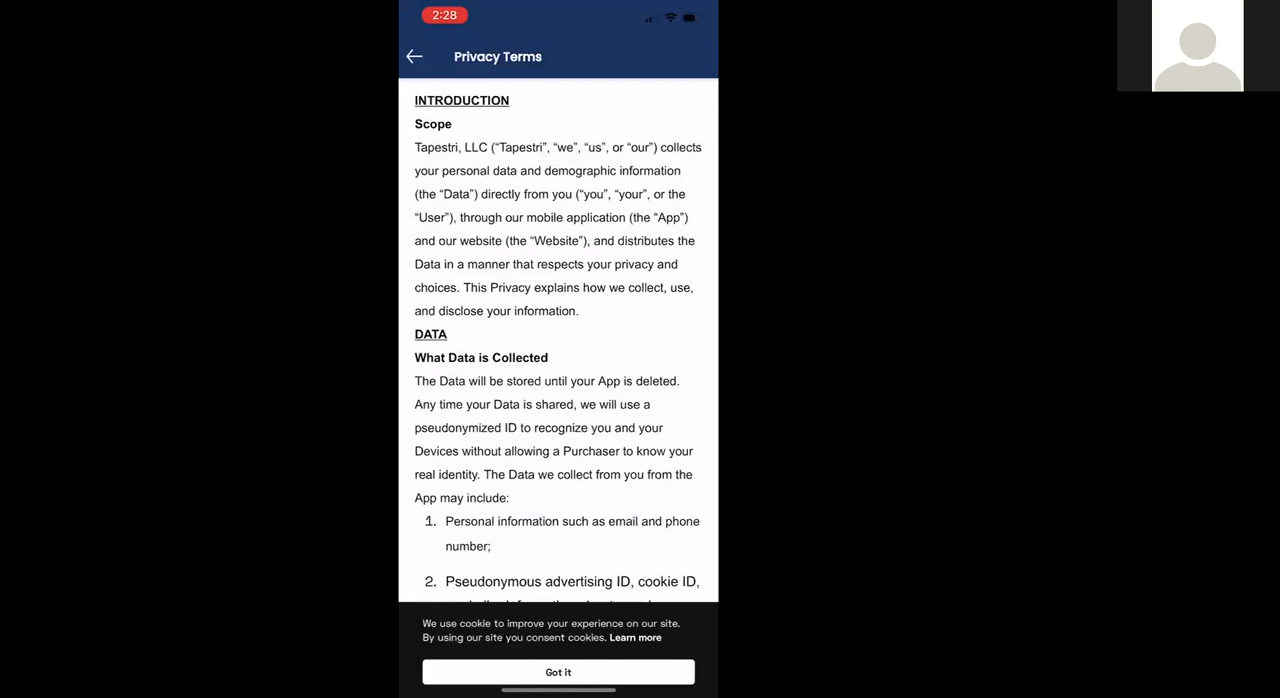 2:28
Privacy Terms
INTRODUCTION
Scope
Tapestri, LLC (“Tapestri”, “we”, “us”, or “our”) collects
your personal data and demographic information
(the “Data”) directly from you (“you”, “your”, or the
“User”), through our mobile application (the “App”)
and our website (the “Website”), and distributes the
Data in a manner that respects your privacy and
choices. This Privacy explains how we collect, use,
and disclose your information.
DATA
What Data is Collected
The Data will be stored until your App is deleted.
Any time your Data is shared, we will use a
pseudonymized ID to recognize you and your
Devices without allowing a Purchaser to know your
real identity. The Data we collect from you from the
App may include:
1. Personal information such as email and phone
number;
2. Pseudonymous advertising ID, cookie ID,
We use cookie to improve your experience on our site.
By using our site you consent cookies. Learn more
Got it